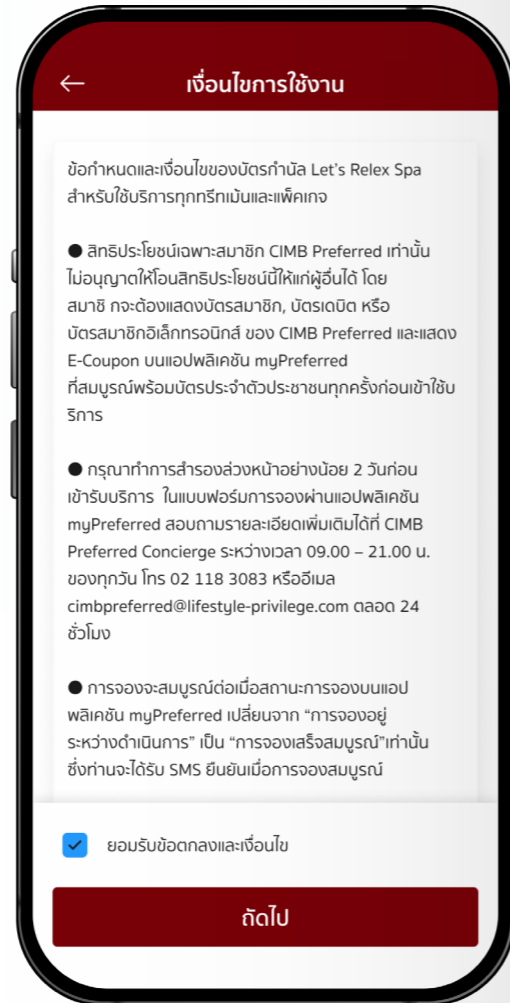 เงื่อนไขการใช้งาน
ข้อกำหนดและเงื่อนไขของบัตรกำนัล Let's Relex Spa
สำหรับใช้บริการทุกทรีทเม้นและแพ็คเกจ
● สิทธิประโยชน์เฉพาะสมาชิก CIMB Preferred เท่านั้น
ไม่อนุญาตให้โอนสิทธิประโยชน์นี้ให้แก่ผู้อื่นได้ โดย
สมาชิ กจะต้องแสดงบัตรสมาชิก, บัตรเดบิต หรือ
บัตรสมาชิกอิเล็กทรอนิกส์ ของ CIMB Preferred และแสดง
E-Coupon บนแอปพลิเคชัน myPreferred
ที่สมบูรณ์พร้อมบัตรประจำตัวประชาชนทุกครั้งก่อนเข้าใช้บ
ริการ
● กรุณาทำการสำรองล่วงหน้าอย่างน้อย 2 วันก่อน
เข้ารับบริการ ในแบบฟอร์มการจองผ่านแอปพลิเคชัน
myPreferred สอบถามรายละเอียดเพิ่มเติมได้ที่ CIMB
Preferred Concierge ระหว่างเวลา 09.00 – 21.00 น.
ของทุกวัน โทร 02 118 3083 หรืออีเมล
cimbpreferred@lifestyle-privilege.com ตลอด 24
ชั่วโมง
● การจองจะสมบูรณ์ต่อเมื่อสถานะการจองบนแอป
พลิเคชัน myPreferred เปลี่ยนจาก “การจองอยู่
ระหว่างดำเนินการ” เป็น “การจองเสร็จสมบูรณ์”เท่านั้น
ซึ่งท่านจะได้รับ SMS ยืนยันเมื่อการจองสมบูรณ์
ยอมรับข้อตกลงและเงื่อนไข
ถัดไป